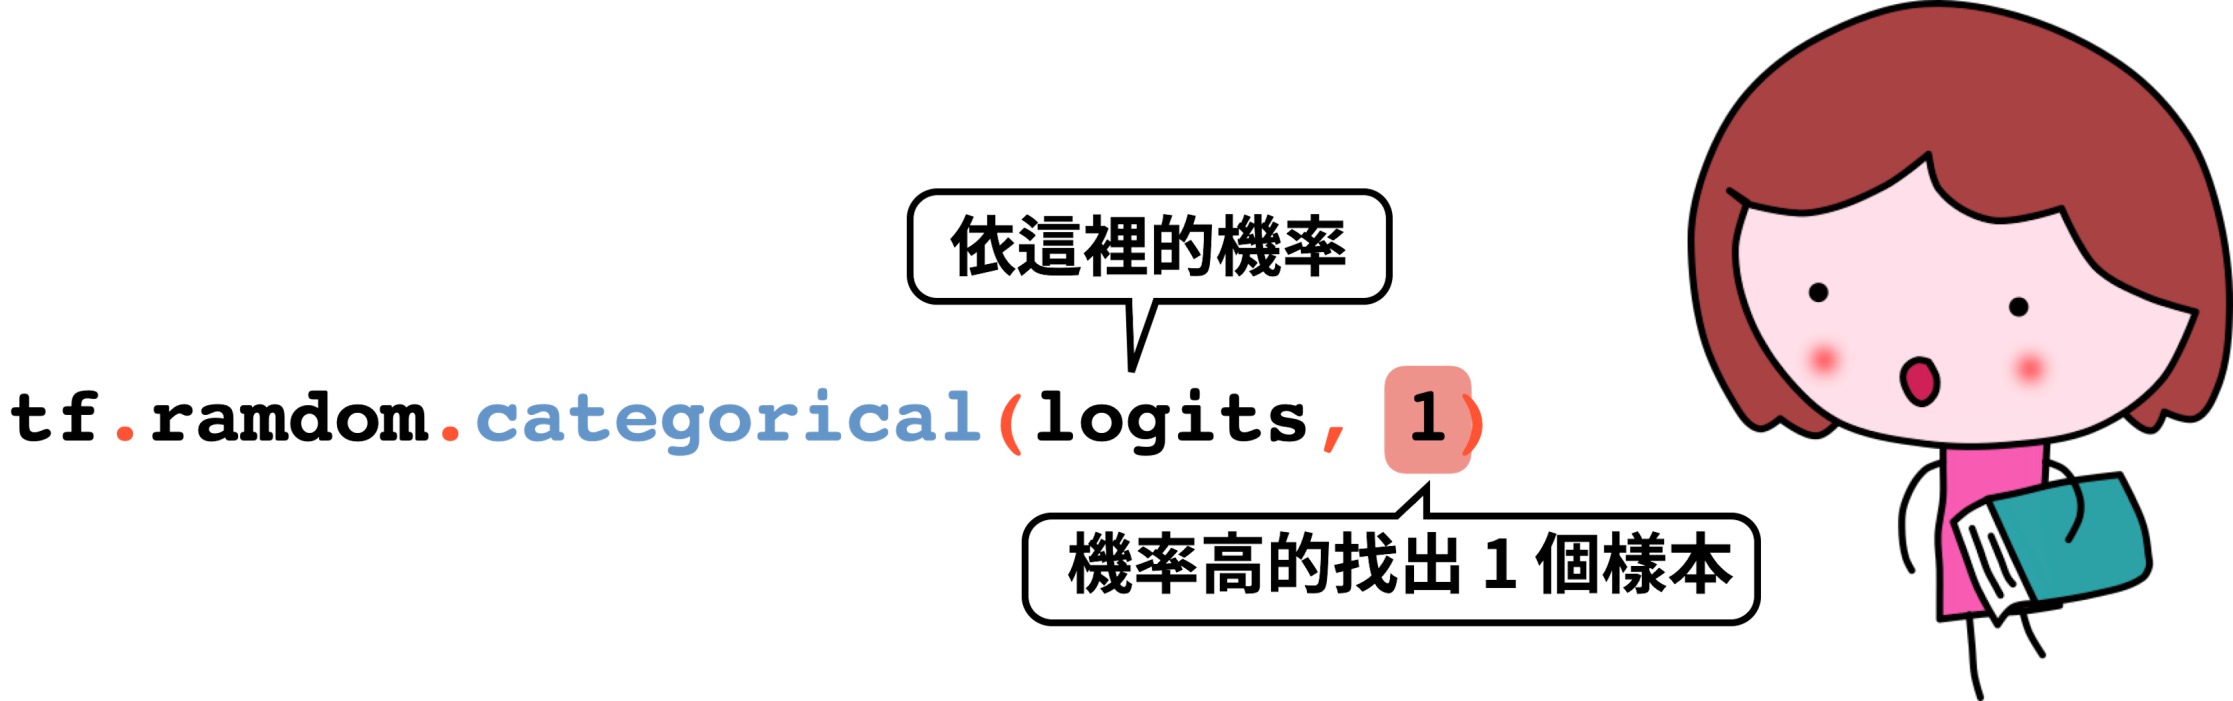 依這裡的機率
tf.ramdom.categorical(logits, 1)
機率高的找出 1 個樣本